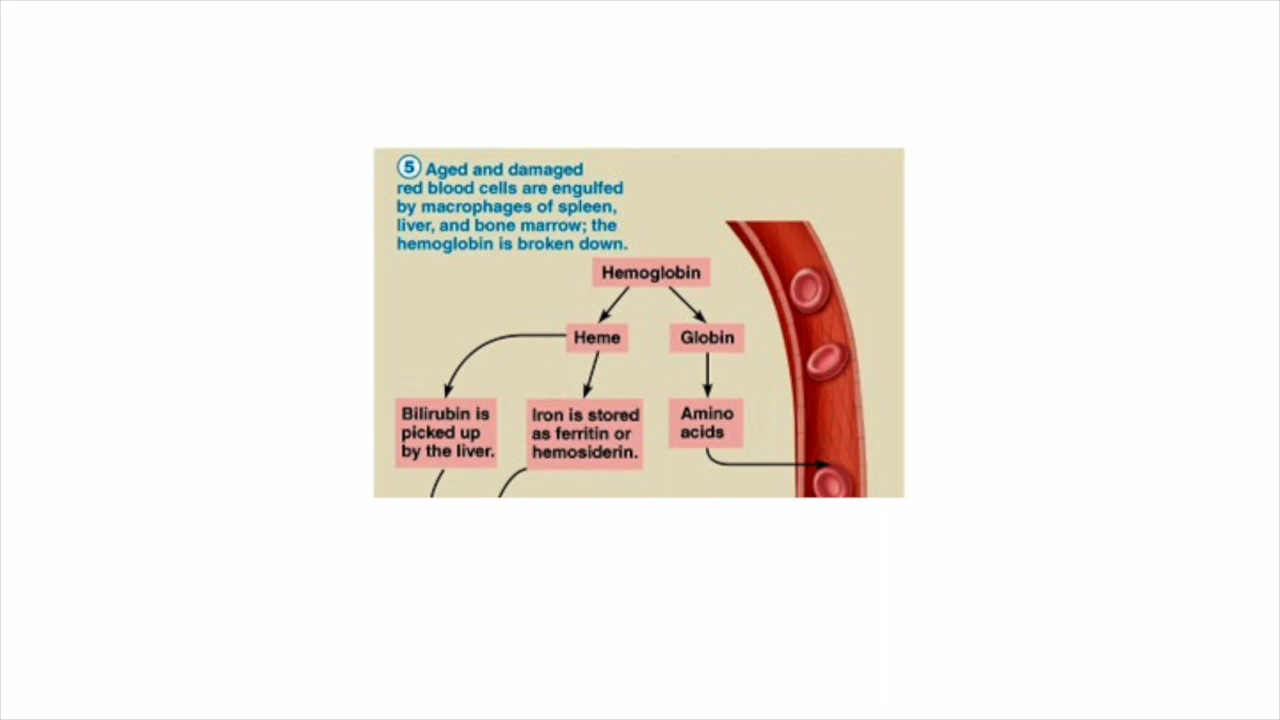 5 Aged and damaged
red blood cells are engulfed
by macrophages of spleen,
liver, and bone marrow; the
hemoglobin is broken down.
Hemoglobin
Heme
Globin
Bilirubin is
picked up
by the liver.
Iron is stored
as ferritin or
hemosiderin.
Amino
acids